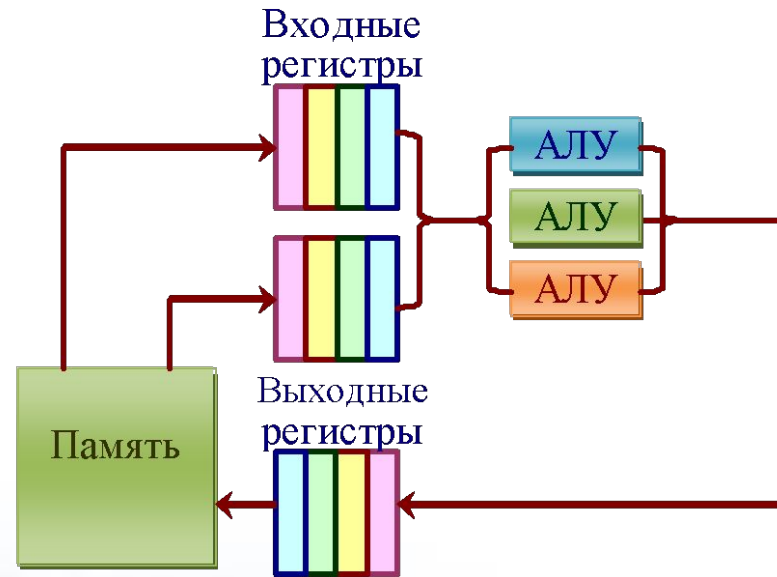 Входные
регистры
АЛУ
АЛУ
АЛУ
Память
Выходные
регистры